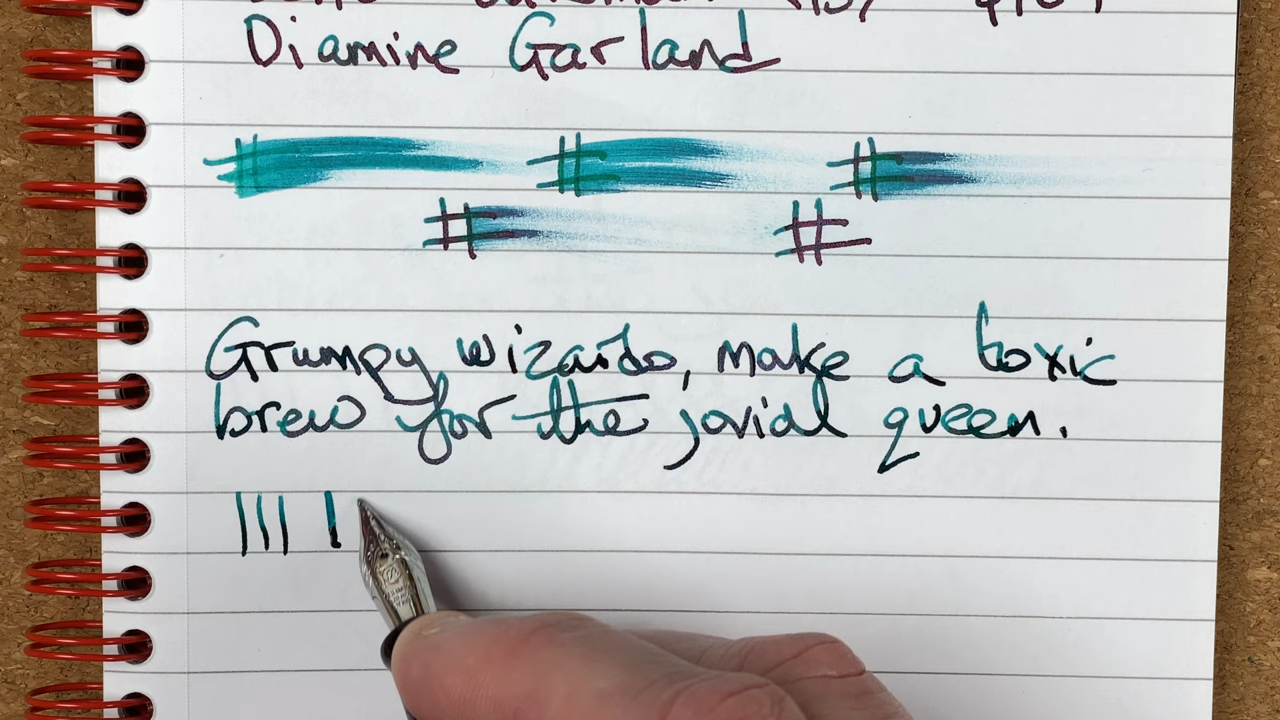 Diamine Garland
# # #
# #
Grumpy wizards, make a toxic
brew for the jovial queen.